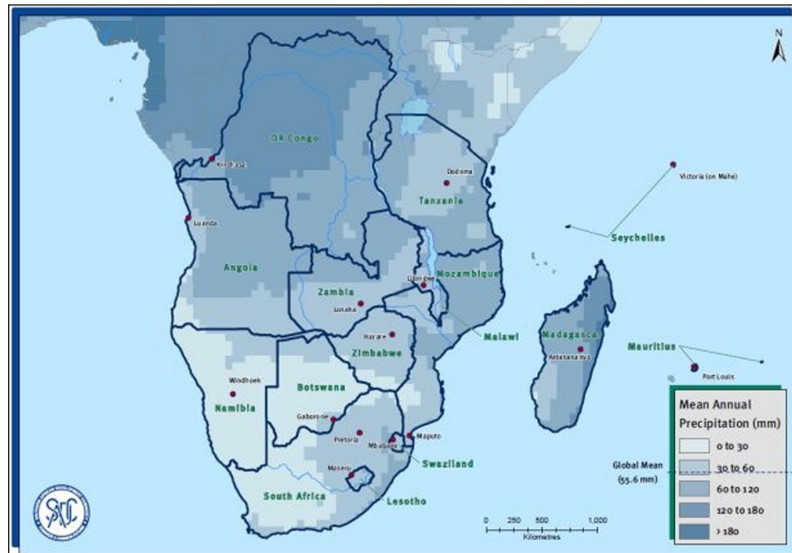 N
DR Congo
Kinshasa
Dodoma
Tanzania
Victoria (on Mahe)
Seychelles
Luanda
Angola
Lilongwe
Mozambique
Zambia
Lusaka
Malawi
Harare
Zimbabwe
Madagascar
Antananarivo
Mauritius
Port Louis
Windhoek
Namibia
Botswana
Gaborone
Pretoria
Mbabane
Maputo
Swaziland
Maseru
Lesotho
South Africa
Mean Annual
Precipitation (mm)
0 to 30
Global Mean
(55.6 mm)
30 to 60
60 to 120
120 to 180
> 180
0 250 500 1,000
Kilometres
SADC